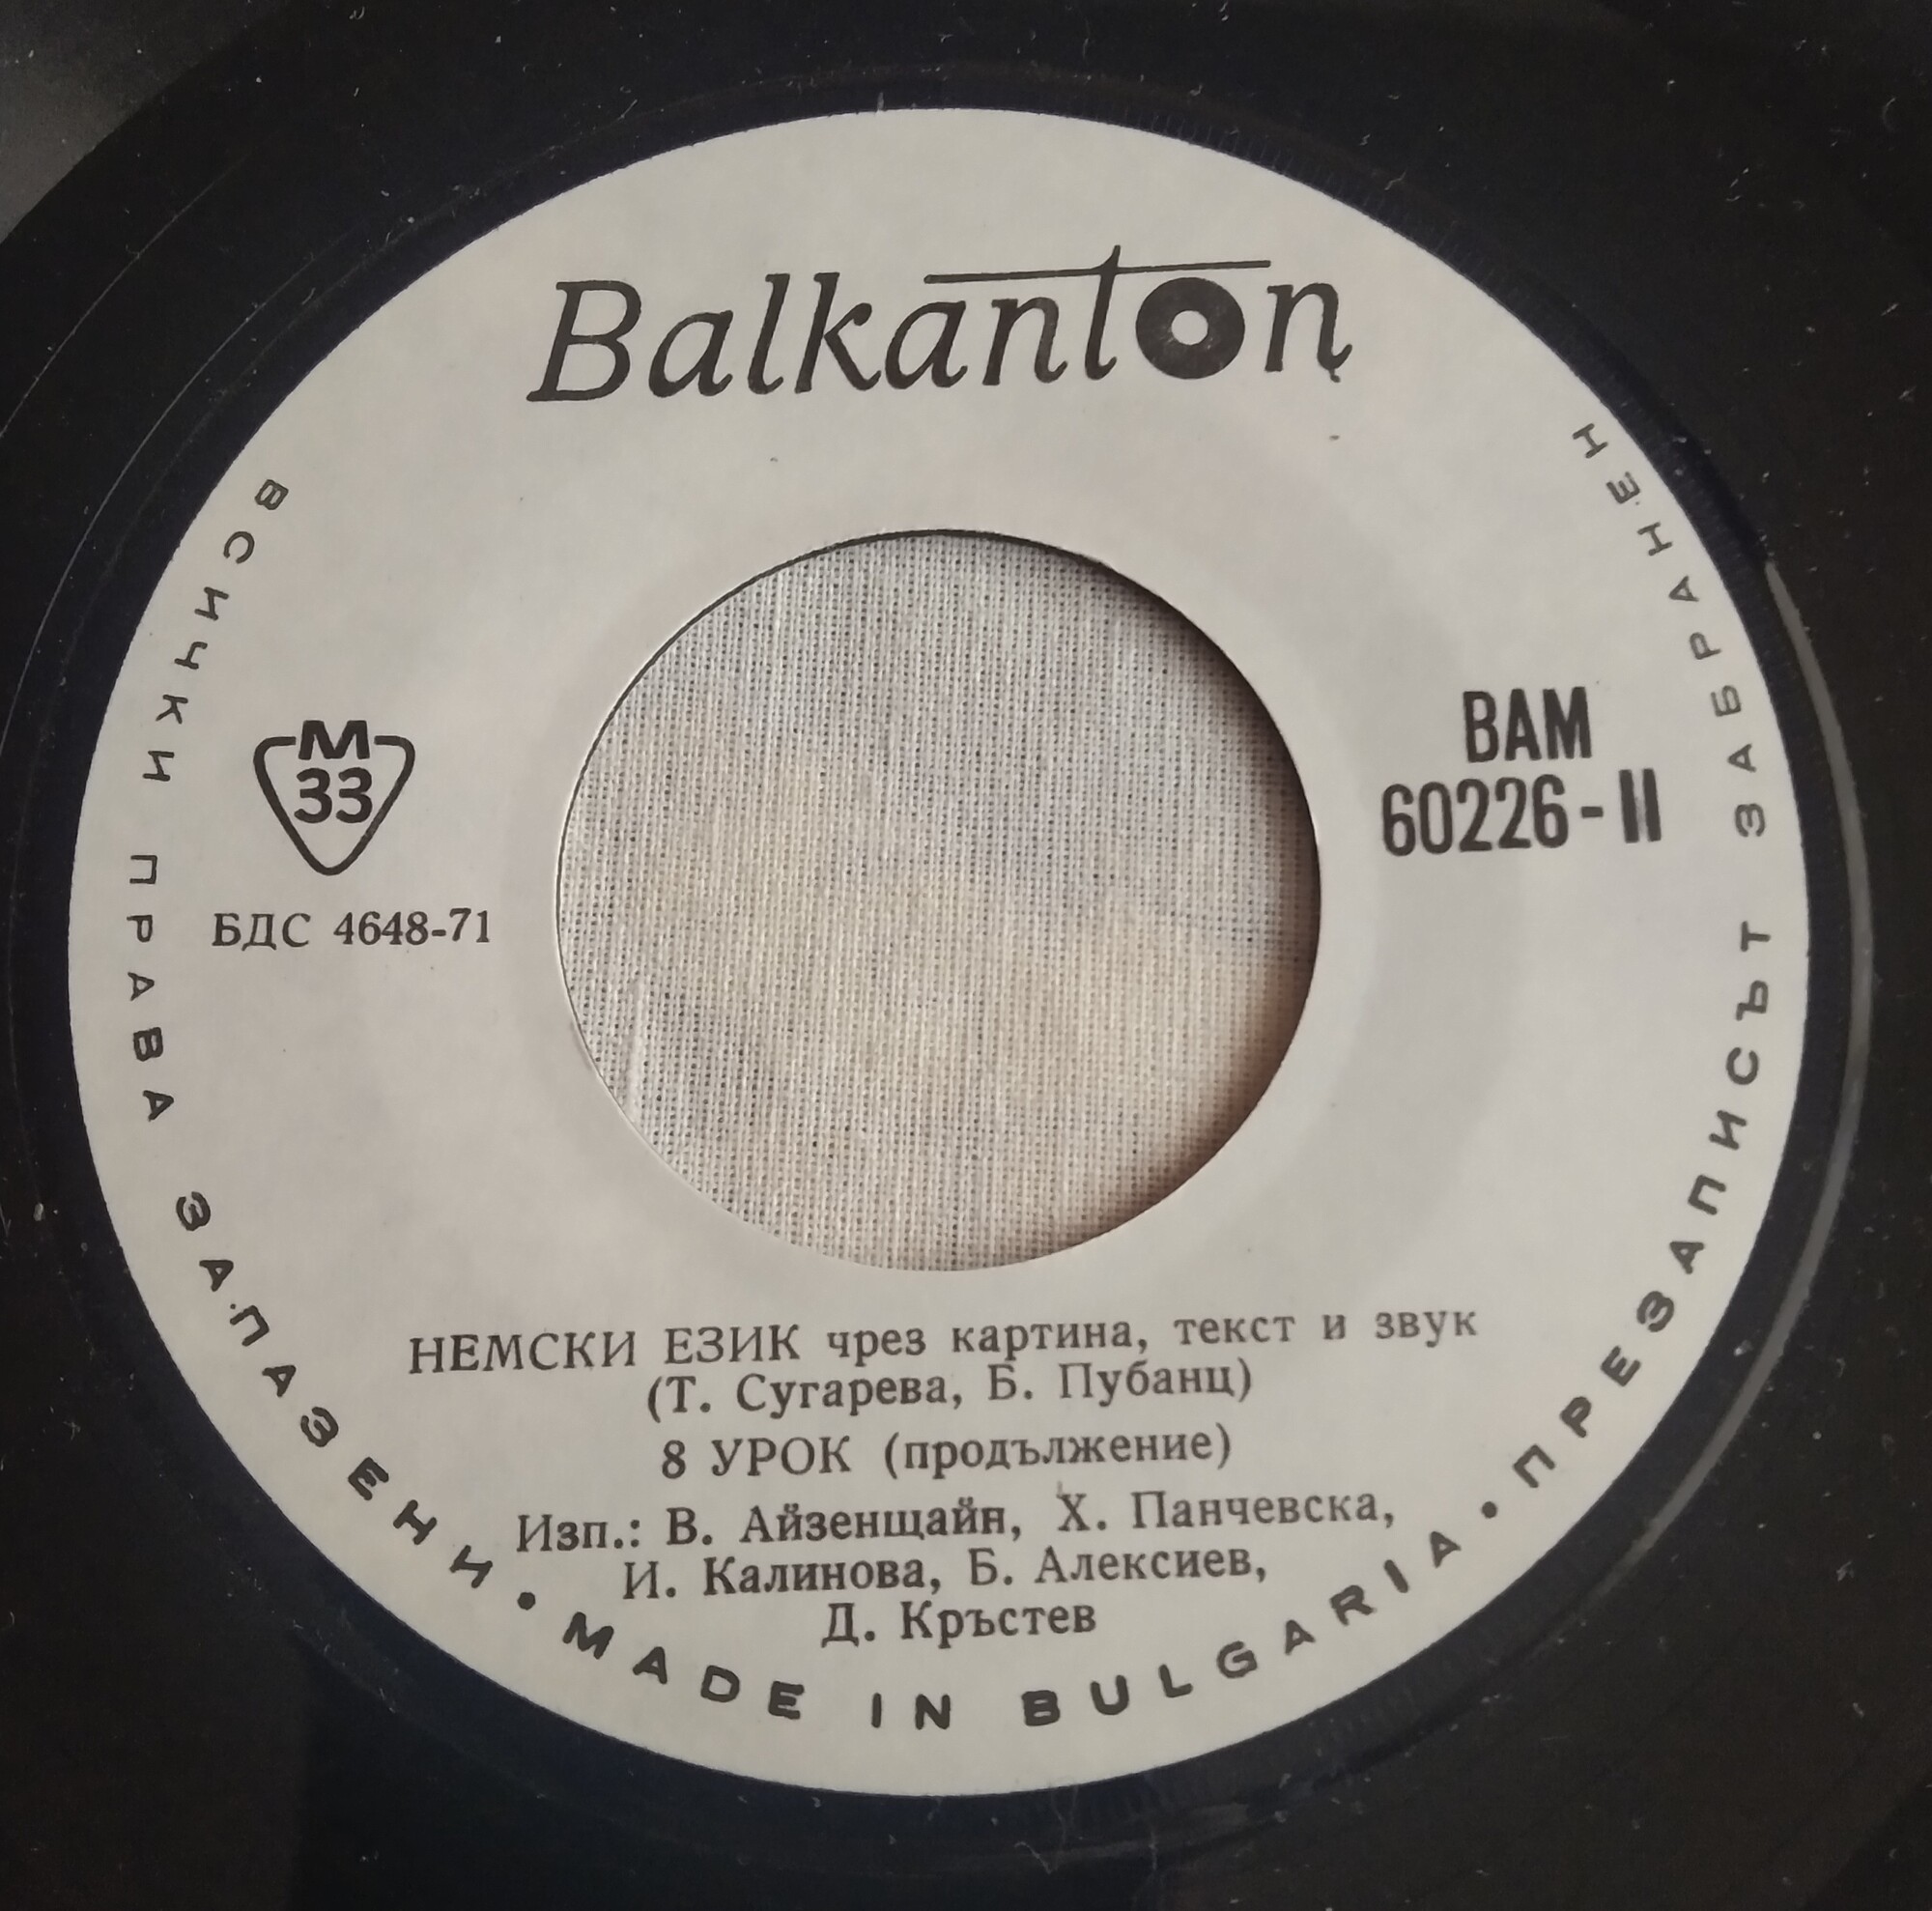 Balkanton
М
33
БДС 4648-71
ВАМ
60226-II
НЕМСКИ ЕЗИК чрез картина, текст и звук
(Т. Сугарева, Б. Пубанц)
8 УРОК (продължение)
Изп.: В. Айзенщайн, Х. Панчевска,
И. Калинова, Б. Алексиев,
Д. Кръстев
ВСИЧКИ ПРАВА ЗАПАЗЕНИ • MADE IN BULGARIA • ПРЕЗАПИСЪТ ЗАБРАНЕН